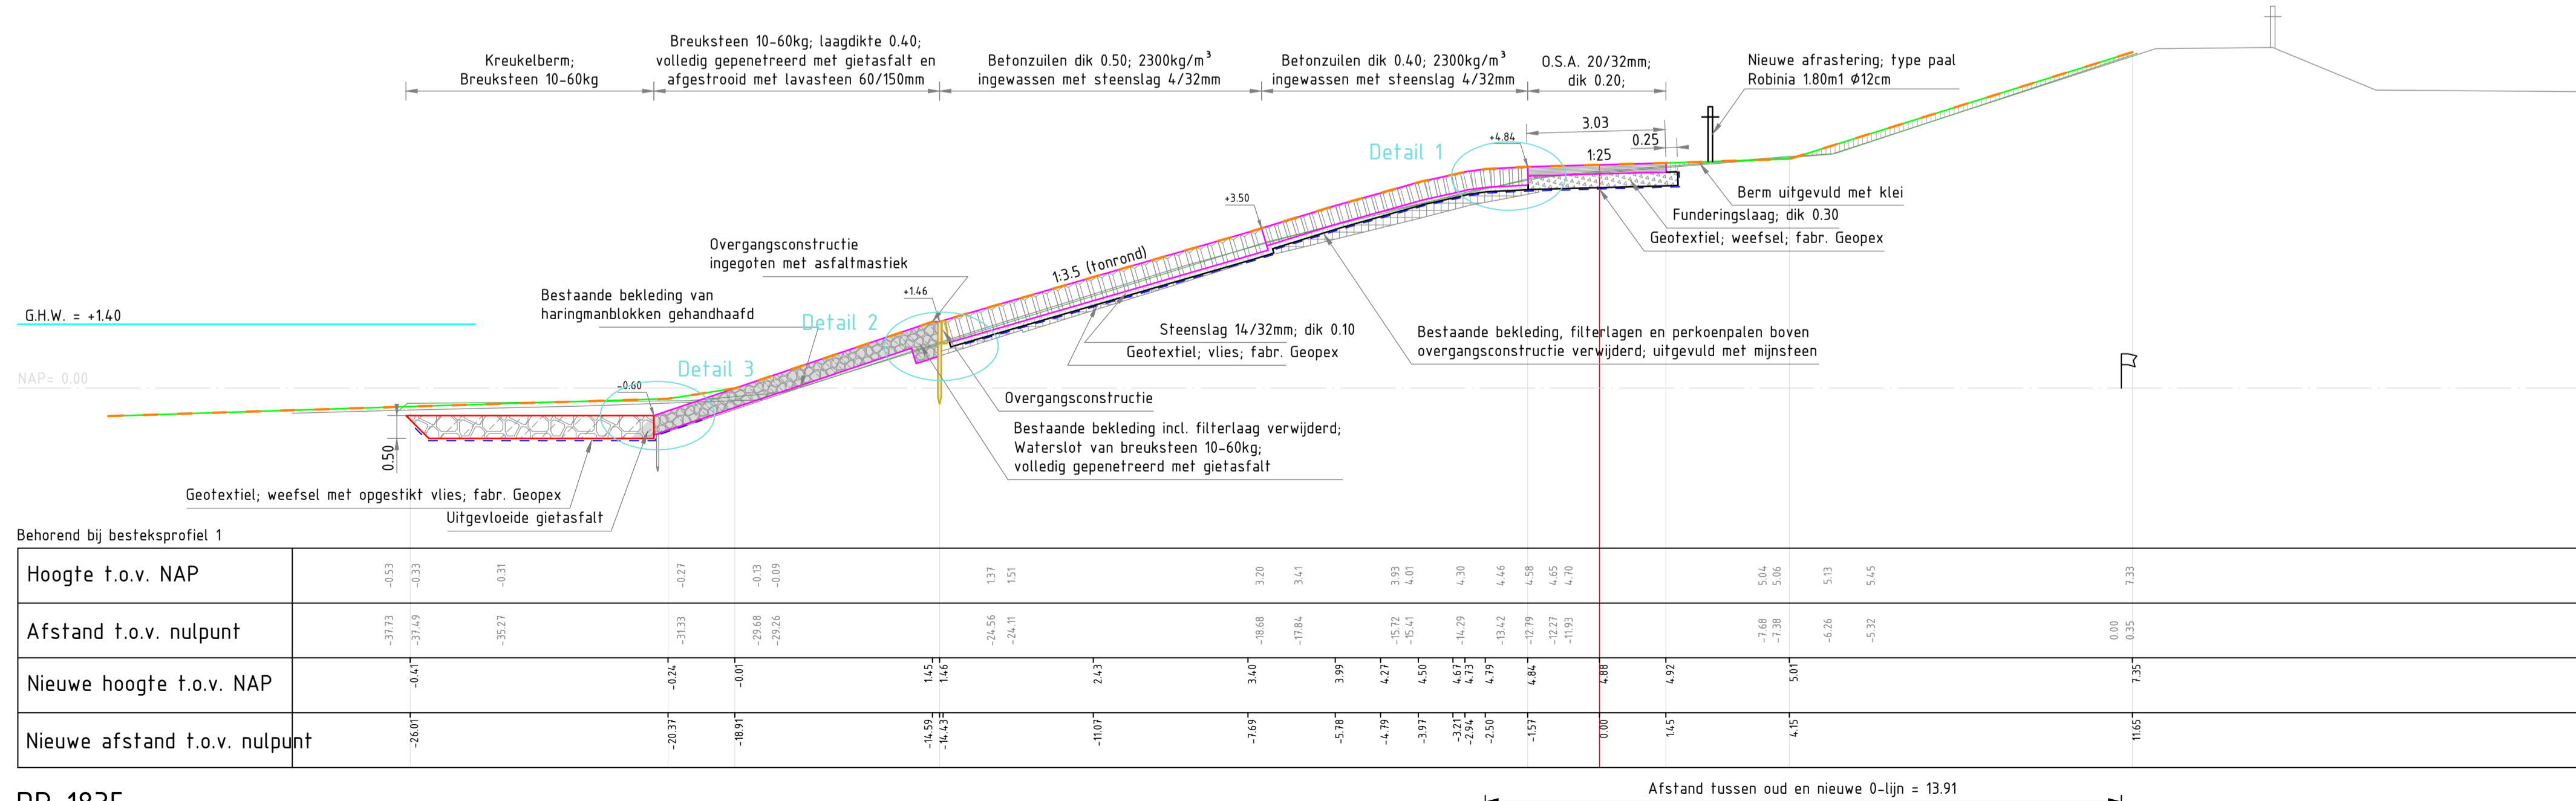 Kreukelberm;
Breuksteen 10-60kg
Breuksteen 10-60kg; laagdikte 0.40;
volledig gepenetreerd met gietasfalt en
afgestrooid met lavasteen 60/150mm
Betonzuilen dik 0.50; 2300kg/m³
ingewassen met steenslag 4/32mm
Betonzuilen dik 0.40; 2300kg/m³
ingewassen met steenslag 4/32mm
O.S.A. 20/32mm;
dik 0.20;
Nieuwe afrastering; type paal
Robinia 1.80m1 Ø12cm
3.03
0.25
1:25
+4.84
Detail 1
Berm uitgevuld met klei
Funderingslaag; dik 0.30
Geotextiel; weefsel; fabr. Geopex
+3.50
1:3.5 (tonrond)
Overgangsconstructie
ingegoten met asfaltmastiek
+1.46
Bestaande bekleding van
haringmanblokken gehandhaafd
Detail 2
G.H.W. = +1.40
Steenslag 14/32mm; dik 0.10
Geotextiel; vlies; fabr. Geopex
Bestaande bekleding, filterlagen en perkoenpalen boven
overgangsconstructie verwijderd; uitgevuld met mijnsteen
Detail 3
NAP= 0.00
-0.60
Overgangsconstructie
Bestaande bekleding incl. filterlaag verwijderd;
Waterslot van breuksteen 10-60kg;
volledig gepenetreerd met gietasfalt
0.50
Geotextiel; weefsel met opgestikt vlies; fabr. Geopex
Uitgevloeide gietasfalt
Behorend bij besteksprofiel 1
Hoogte t.o.v. NAP -0.53 -0.33 -0.31 -0.27 -0.13 -0.09 1.37 1.51 3.20 3.41 3.93 4.01 4.30 4.46 4.58 4.65 4.70 5.04 5.06 5.13 5.45 7.33
Afstand t.o.v. nulpunt -37.73 -37.49 -35.27 -31.33 -29.68 -29.26 -24.56 -24.11 -18.68 -17.84 -15.72 -15.41 -14.29 -13.42 -12.79 -12.27 -11.93 -7.68 -7.38 -6.26 -5.32 0.00 0.35
Nieuwe hoogte t.o.v. NAP -0.41 -0.24 -0.01 1.45 1.46 2.43 3.40 3.99 4.27 4.50 4.67 4.73 4.79 4.84 4.88 4.92 5.01 7.35
Nieuwe afstand t.o.v. nulpunt -26.01 -20.37 -18.91 -14.59 -14.43 -11.07 -7.69 -5.78 -4.79 -3.97 -3.21 -2.94 -2.50 -1.57 0.00 1.45 4.15 11.65
Afstand tussen oud en nieuwe 0-lijn = 13.91